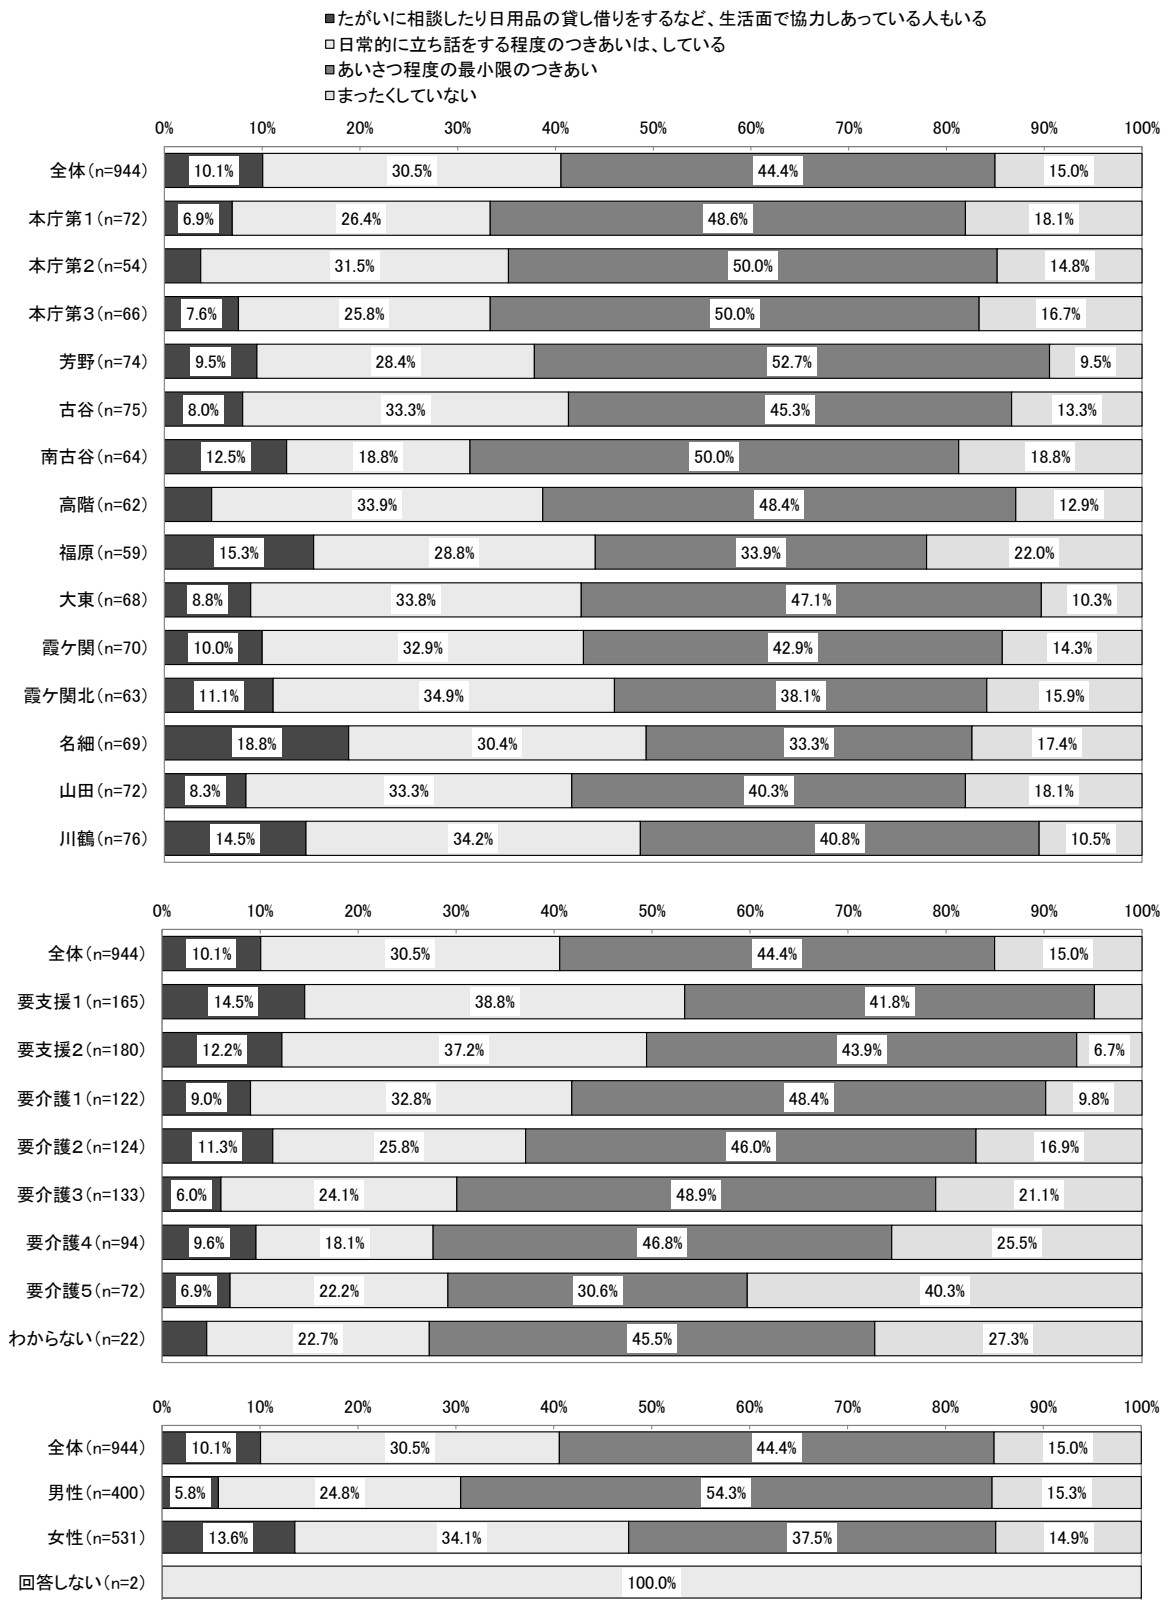 ■たがいに相談したり日用品の貸し借りをするなど、生活面で協力しあっている人もいる
□日常的に立ち話をする程度のつきあいは、している
■あいさつ程度の最小限のつきあい
□まったくしていない
0% 10% 20% 30% 40% 50% 60% 70% 80% 90% 100%
全体(n=944) 10.1% 30.5% 44.4% 15.0%
本庁第1(n=72) 6.9% 26.4% 48.6% 18.1%
本庁第2(n=54) 31.5% 50.0% 14.8%
本庁第3(n=66) 7.6% 25.8% 50.0% 16.7%
芳野(n=74) 9.5% 28.4% 52.7% 9.5%
古谷(n=75) 8.0% 33.3% 45.3% 13.3%
南古谷(n=64) 12.5% 18.8% 50.0% 18.8%
高階(n=62) 33.9% 48.4% 12.9%
福原(n=59) 15.3% 28.8% 33.9% 22.0%
大東(n=68) 8.8% 33.8% 47.1% 10.3%
霞ケ関(n=70) 10.0% 32.9% 42.9% 14.3%
霞ケ関北(n=63) 11.1% 34.9% 38.1% 15.9%
名細(n=69) 18.8% 30.4% 33.3% 17.4%
山田(n=72) 8.3% 33.3% 40.3% 18.1%
川鶴(n=76) 14.5% 34.2% 40.8% 10.5%
0% 10% 20% 30% 40% 50% 60% 70% 80% 90% 100%
全体(n=944) 10.1% 30.5% 44.4% 15.0%
要支援1(n=165) 14.5% 38.8% 41.8%
要支援2(n=180) 12.2% 37.2% 43.9% 6.7%
要介護1(n=122) 9.0% 32.8% 48.4% 9.8%
要介護2(n=124) 11.3% 25.8% 46.0% 16.9%
要介護3(n=133) 6.0% 24.1% 48.9% 21.1%
要介護4(n=94) 9.6% 18.1% 46.8% 25.5%
要介護5(n=72) 6.9% 22.2% 30.6% 40.3%
わからない(n=22) 22.7% 45.5% 27.3%
0% 10% 20% 30% 40% 50% 60% 70% 80% 90% 100%
全体(n=944) 10.1% 30.5% 44.4% 15.0%
男性(n=400) 5.8% 24.8% 54.3% 15.3%
女性(n=531) 13.6% 34.1% 37.5% 14.9%
回答しない(n=2) 100.0%